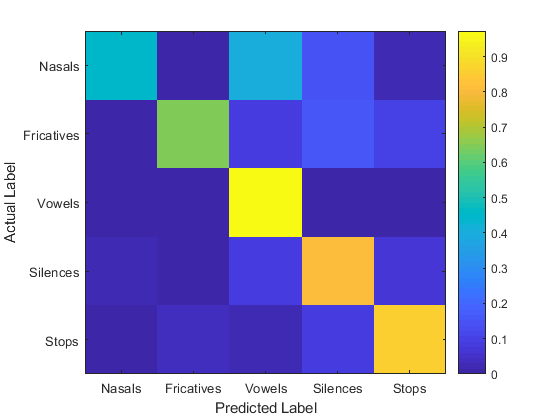 Actual Label
Nasals
Fricatives
Vowels
Silences
Stops
Nasals Fricatives Vowels Silences Stops
Predicted Label
0.9
0.8
0.7
0.6
0.5
0.4
0.3
0.2
0.1
0